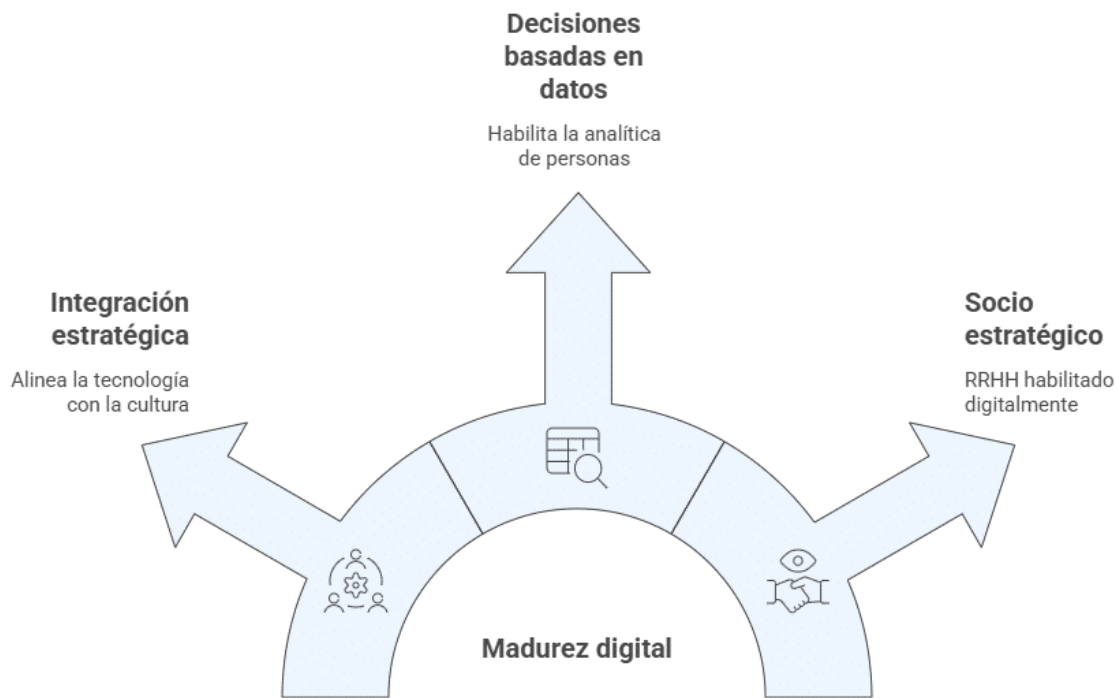 Decisiones
basadas en
datos
Habilita la analítica
de personas
Integración
estratégica
Alinea la tecnología
con la cultura
Socio
estratégico
RRHH habilitado
digitalmente
Madurez digital